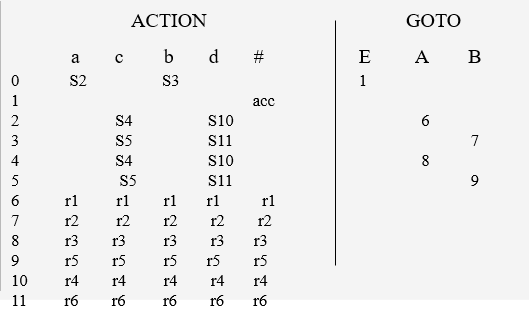 ACTION GOTO
a c b d # E A B
0 S2 S3 1
1 acc
2 S4 S10 6
3 S5 S11 7
4 S4 S10 8
5 S5 S11 9
6 r1 r1 r1 r1 r1
7 r2 r2 r2 r2 r2
8 r3 r3 r3 r3 r3
9 r5 r5 r5 r5 r5
10 r4 r4 r4 r4 r4
11 r6 r6 r6 r6 r6